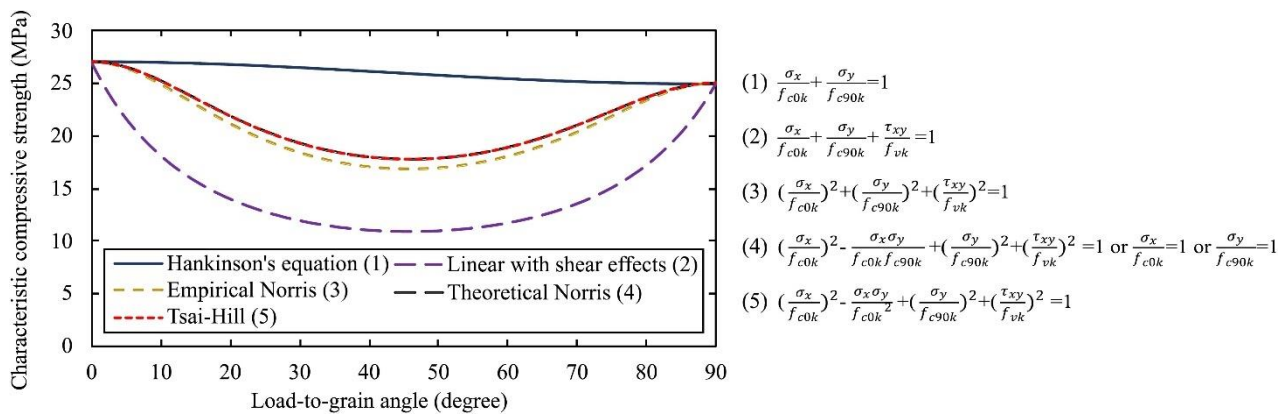 Characteristic compressive strength (MPa)
30
25
20
15
10
5
0
Hankinson's equation (1)
Linear with shear effects (2)
Empirical Norris (3)
Theoretical Norris (4)
Tsai-Hill (5)
0 10 20 30 40 50 60 70 80 90
Load-to-grain angle (degree)
(1) σx/fc0k + σy/fc90k =1
(2) σx/fc0k + σy/fc90k + τxy/fvk =1
(3) (σx/fc0k)²+(σy/fc90k)²+(τxy/fvk)²=1
(4) (σx/fc0k)²- σxσy/fc0kfc90k +(σy/fc90k)²+(τxy/fvk)² =1 or σx/fc0k=1 or σy/fc90k=1
(5) (σx/fc0k)²- σxσy/fc0k² +(σy/fc90k)²+(τxy/fvk)² =1